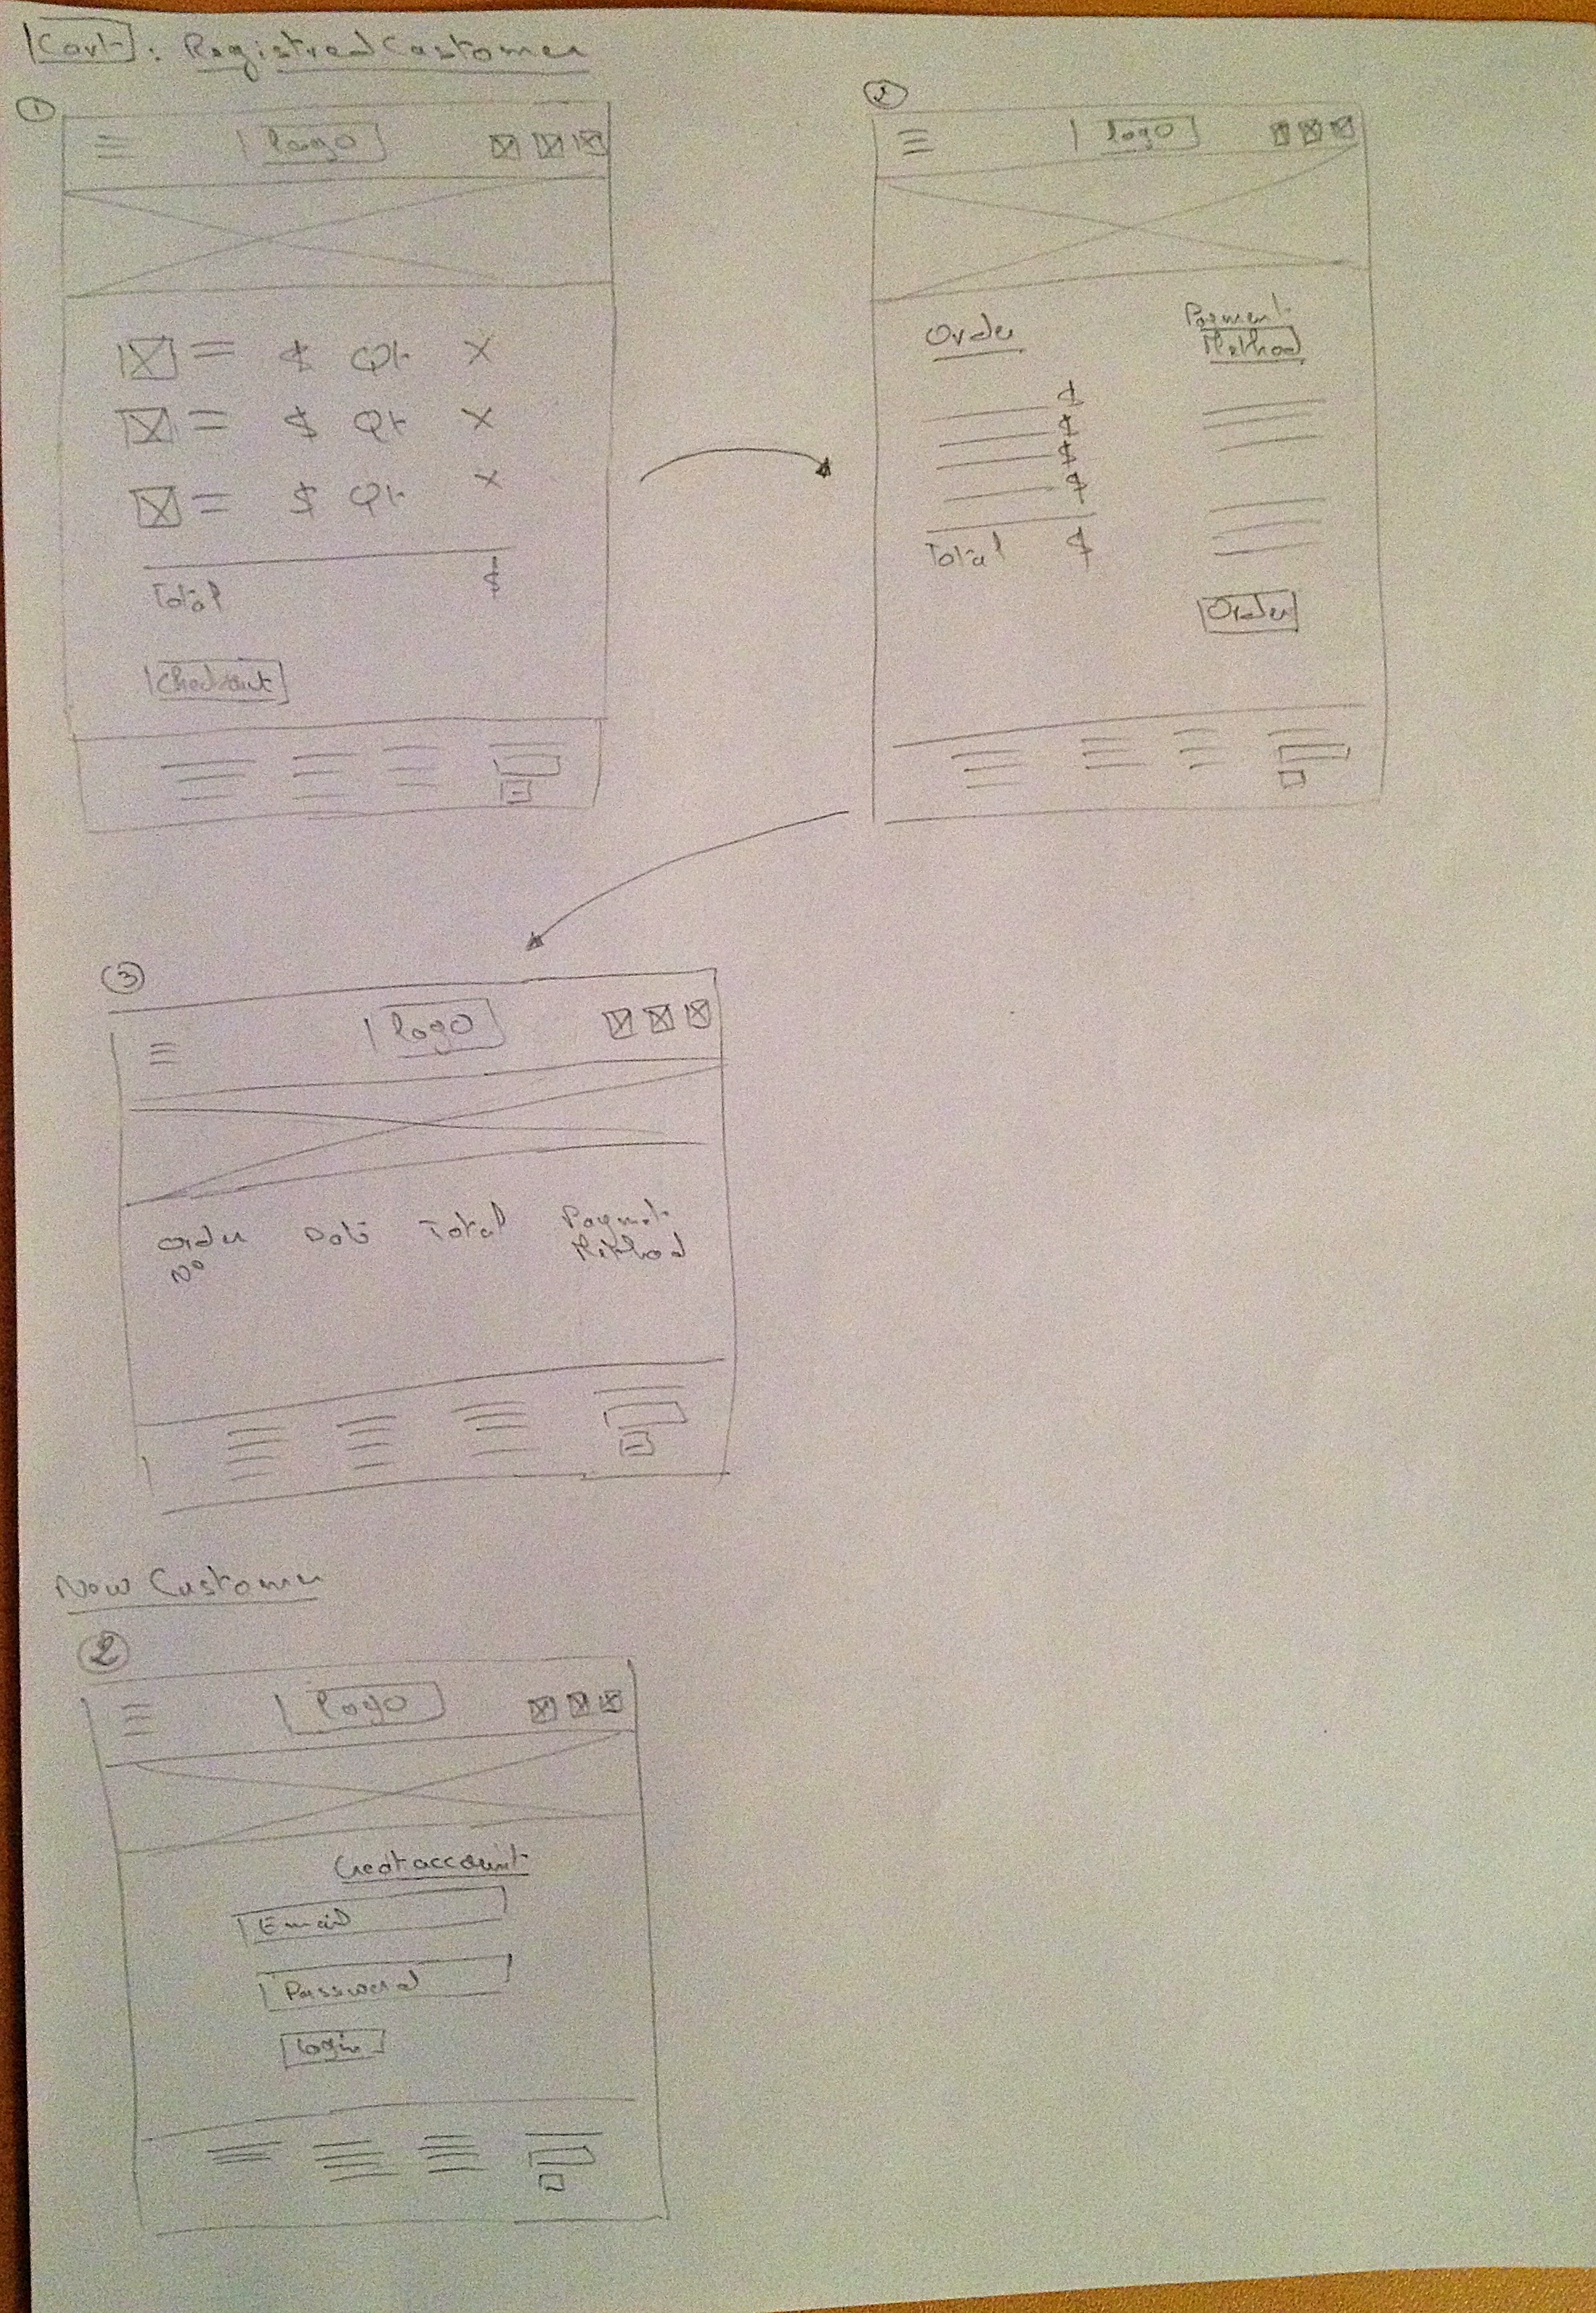 Cart : Registred Customer
1
logo
$ Qt X
$ Qt X
$ Qt X
Total $
Checkout
2
logo
Order
Payment
Method
$
$
$
$
Total $
Order
3
logo
Order
N°
Date
Total
Payment
Method
New Customer
2
logo
Creat account
Email
Password
Login